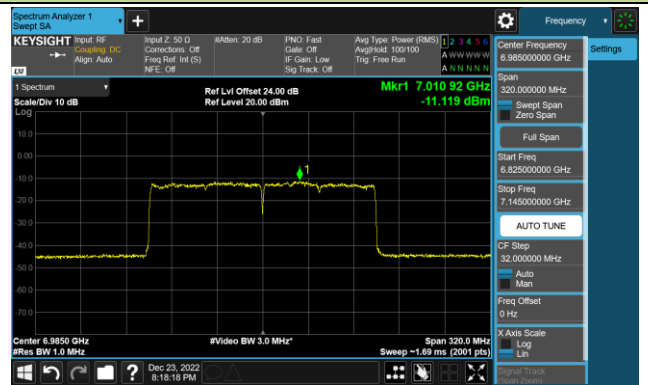 Spectrum Analyzer 1
Swept SA
Frequency
KEYSIGHT
Input: RF
Coupling: DC
Align: Auto
Input Z: 50 Ω
Corrections: Off
Freq Ref: Int (S)
NFE: Off
#Atten: 20 dB
PNO: Fast
Gate: Off
IF Gain: Low
Sig Track: Off
Avg Type: Power (RMS)
Avg|Hold: 100/100
Trig: Free Run
1 2 3 4 5 6
A W W W W W
A N N N N N
LXI
1 Spectrum
Scale/Div 10 dB
Log
Ref Lvl Offset 24.00 dB
Ref Level 20.00 dBm
Mkr1 7.010 92 GHz
-11.119 dBm
10.0
0.00
-10.0
-20.0
-30.0
-40.0
-50.0
-60.0
-70.0
1
Center 6.9850 GHz
#Res BW 1.0 MHz
#Video BW 3.0 MHz*
Span 320.0 MHz
Sweep ~1.69 ms (2001 pts)
Dec 23, 2022
8:18:18 PM
Center Frequency
6.985000000 GHz
Settings
Span
320.000000 MHz
Swept Span
Zero Span
Full Span
Start Freq
6.825000000 GHz
Stop Freq
7.145000000 GHz
AUTO TUNE
CF Step
32.000000 MHz
Auto
Man
Freq Offset
0 Hz
X Axis Scale
Log
Lin
Signal Track
(Span Zoom)